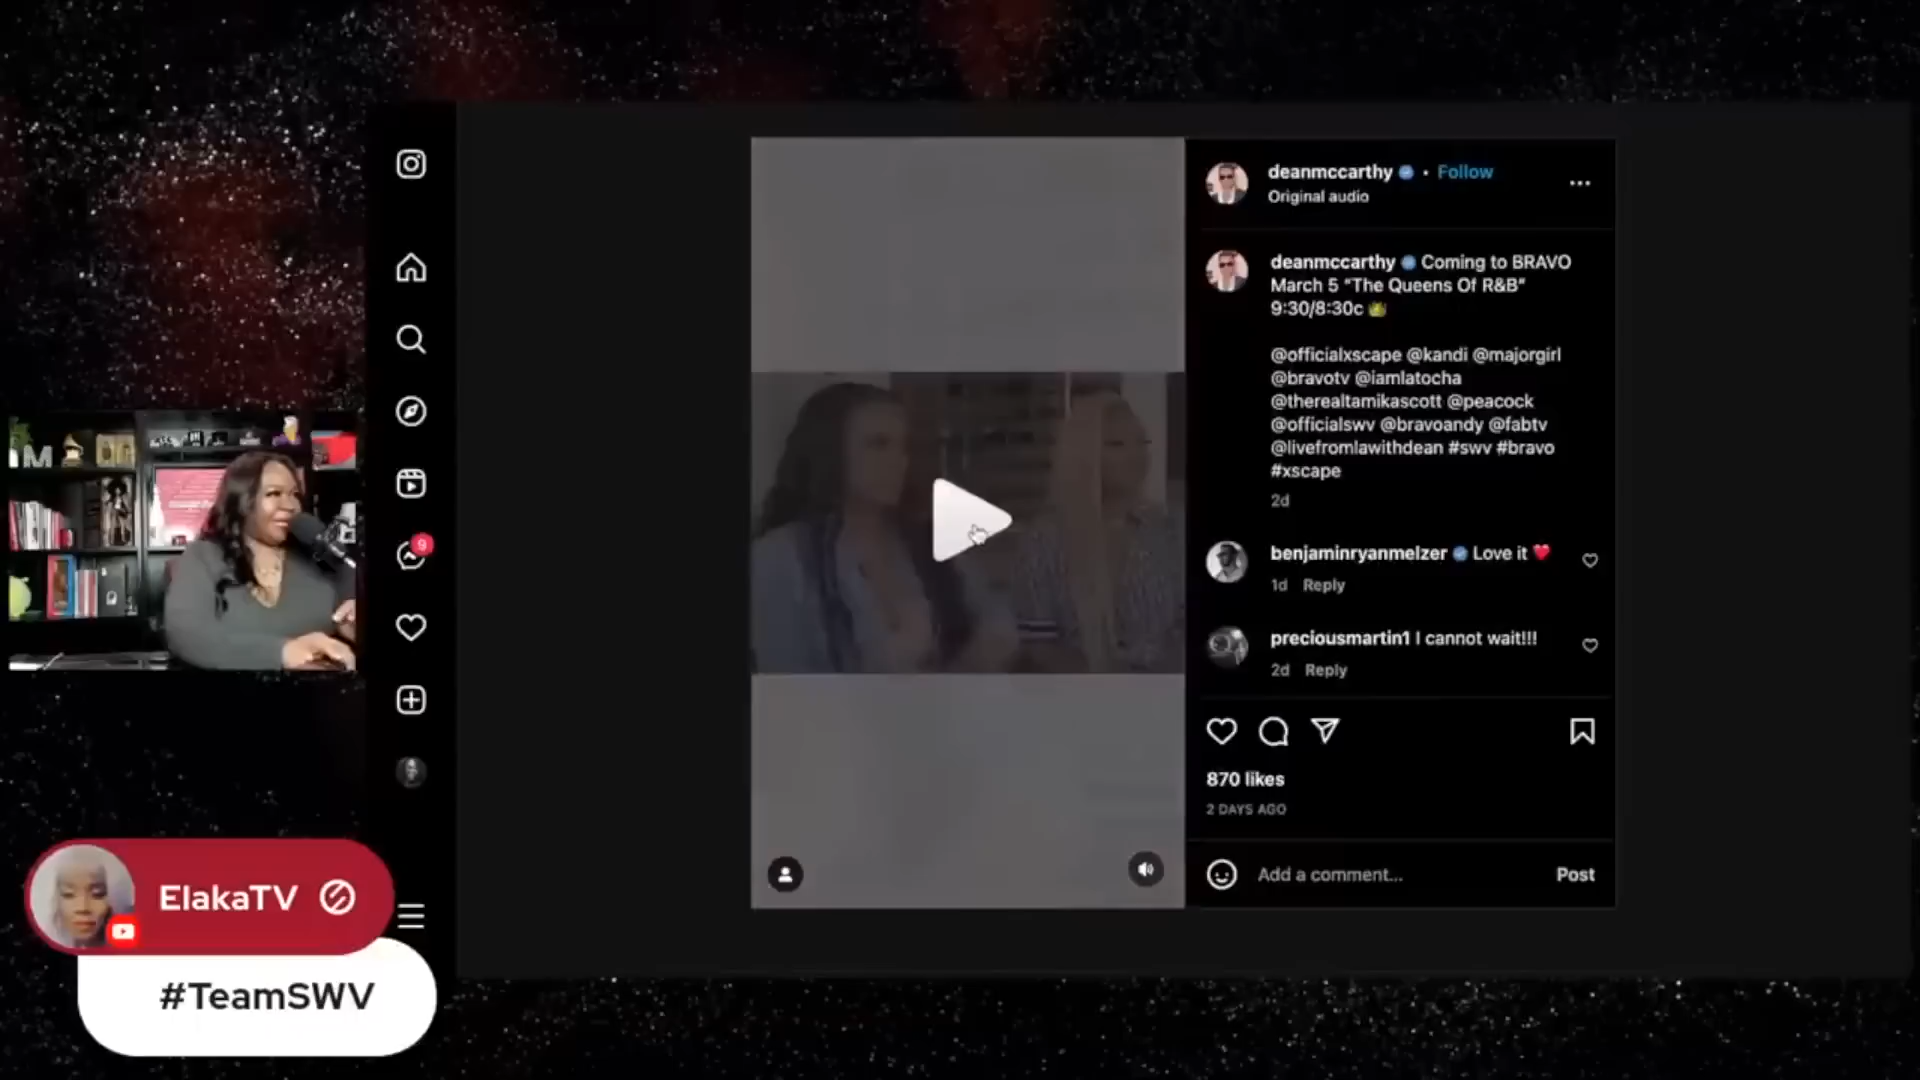 deanmccarthy • Follow
Original audio
deanmccarthy Coming to BRAVO
March 5 "The Queens Of R&B"
9:30/8:30c
@officialxscape @kandi @majorgirl
@bravotv @iamlatocha
@therealtamikascott @peacock
@officialswv @bravoandy @fabtv
@livefromlawithdean #swv #bravo
#xscape
2d
benjaminryanmelzer Love it
1d Reply
preciousmartin1 I cannot wait!!!
2d Reply
870 likes
2 DAYS AGO
Add a comment...
Post
9
M
ElakaTV
#TeamSWV